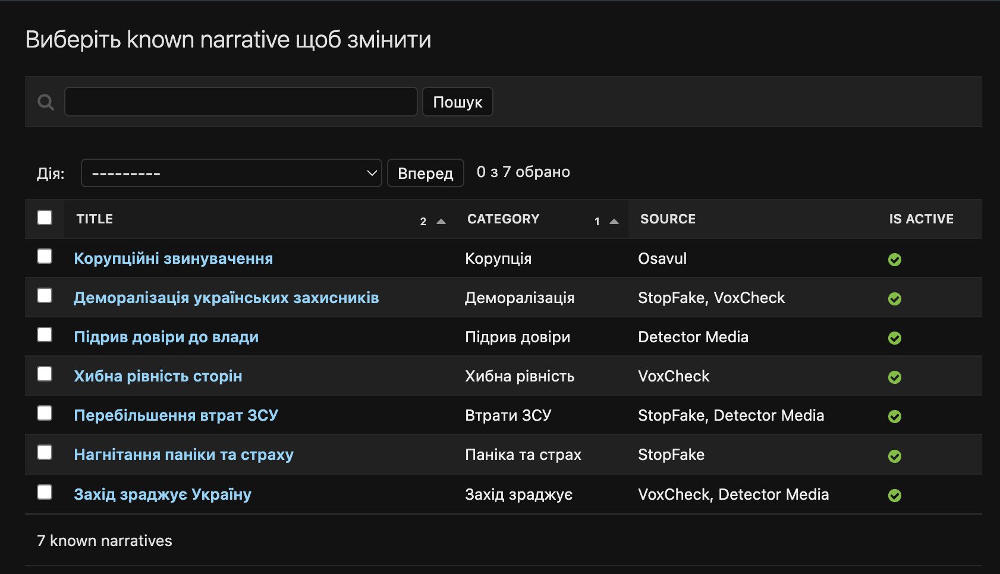 Виберіть known narrative щоб змінити
Пошук
Дія: --------- Вперед 0 з 7 обрано
TITLE 2 CATEGORY 1 SOURCE IS ACTIVE
Корупційні звинувачення Корупція Osavul
Деморалізація українських захисників Деморалізація StopFake, VoxCheck
Підрив довіри до влади Підрив довіри Detector Media
Хибна рівність сторін Хибна рівність VoxCheck
Перебільшення втрат ЗСУ Втрати ЗСУ StopFake, Detector Media
Нагнітання паніки та страху Паніка та страх StopFake
Захід зраджує Україну Захід зраджує VoxCheck, Detector Media
7 known narratives